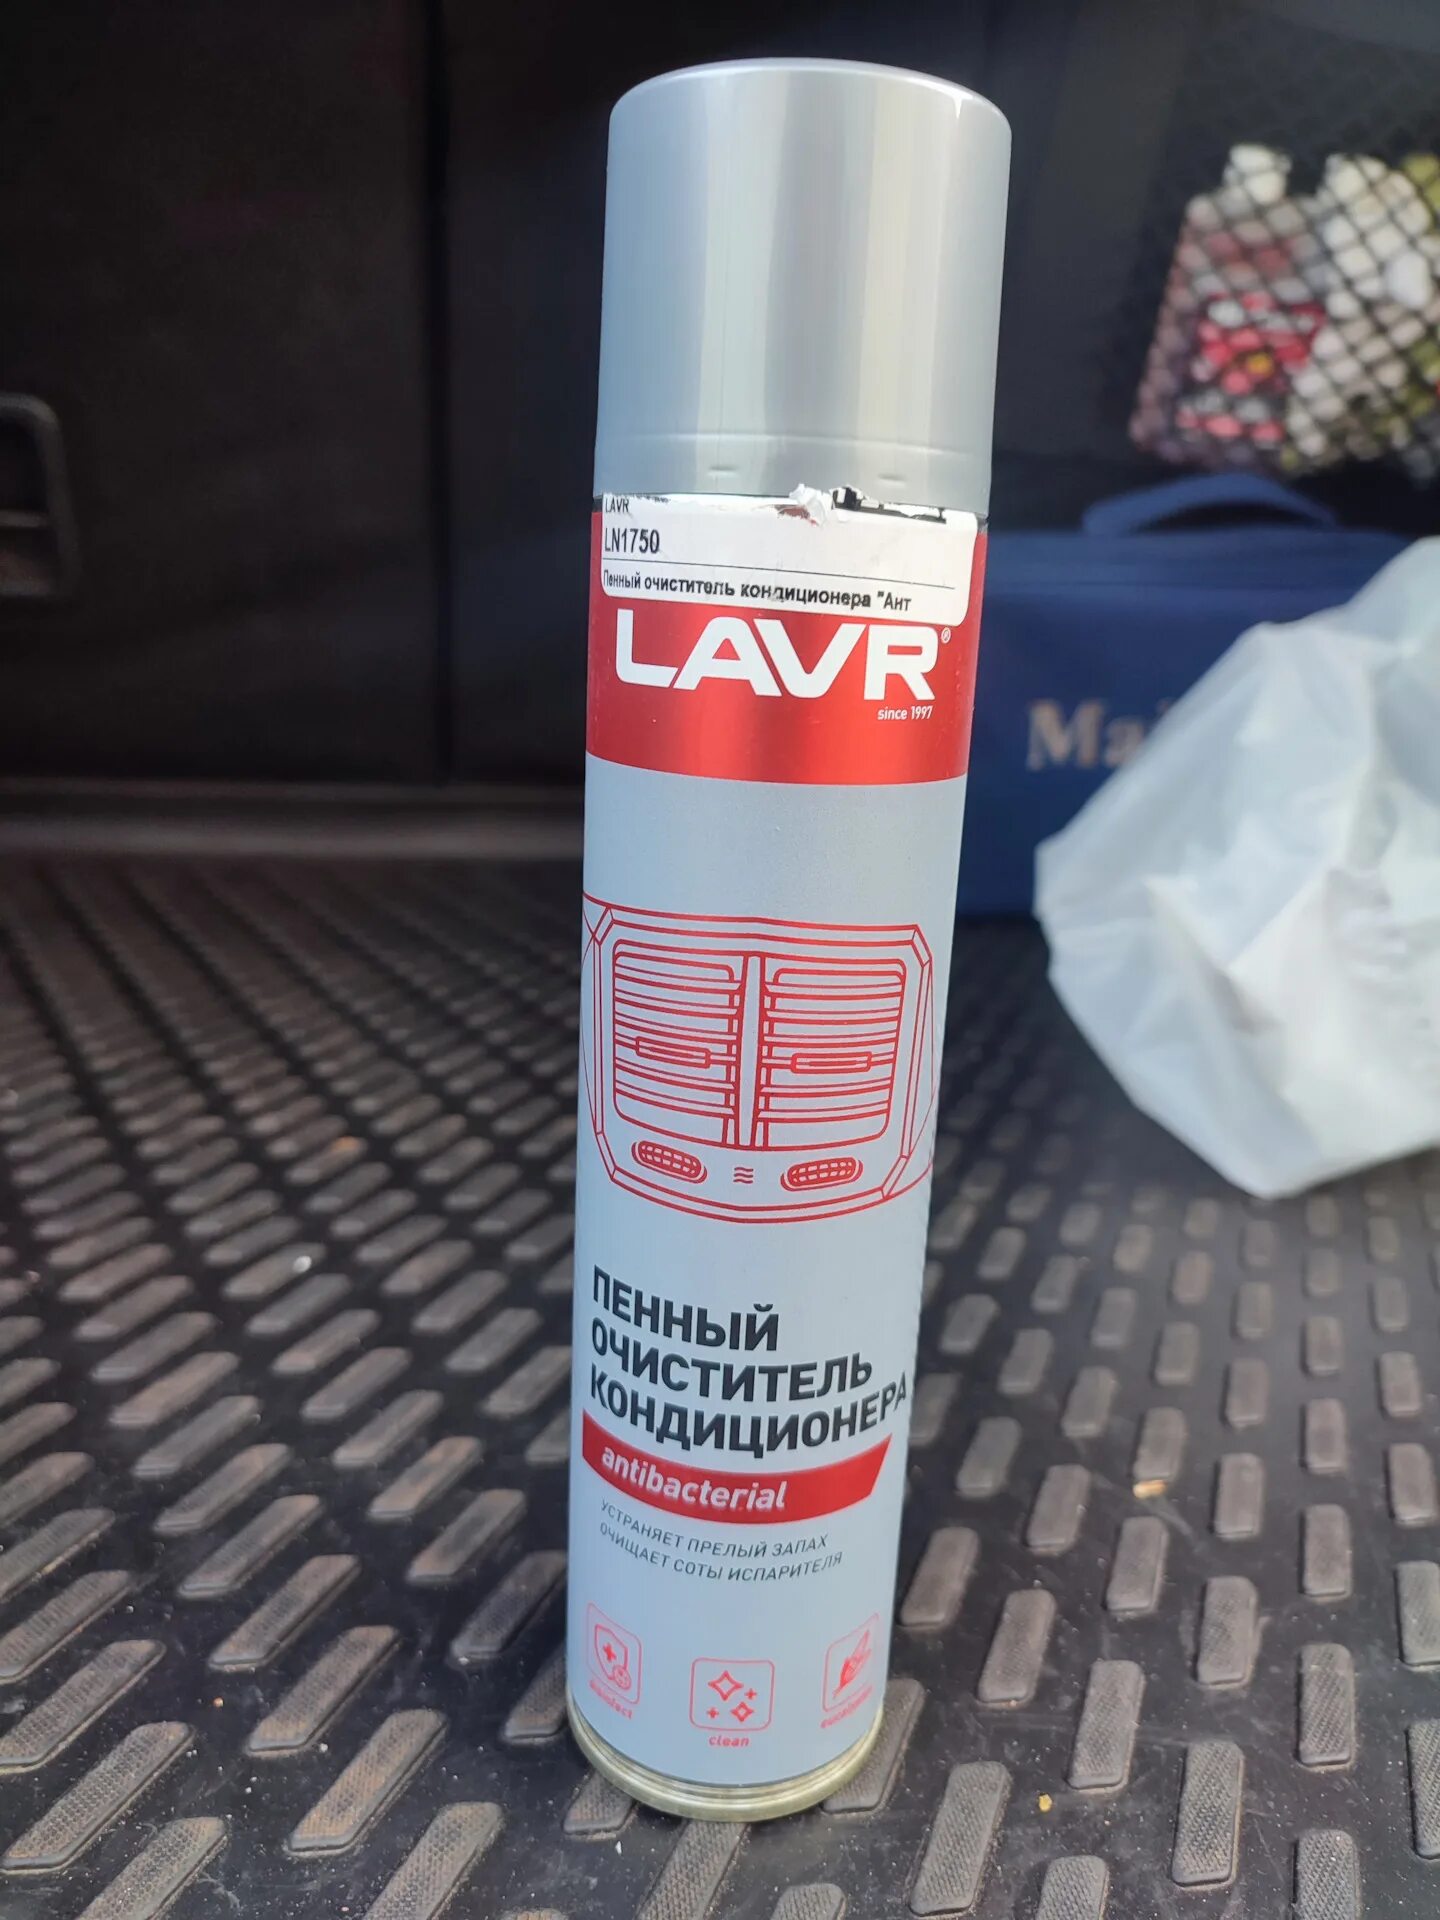 LAVR
LN1750
Пенный очиститель кондиционера "Ант
LAVR®
since 1997
Ma
ПЕННЫЙ
ОЧИСТИТЕЛЬ
КОНДИЦИОНЕРА
antibacterial
УСТРАНЯЕТ ПРЕЛЫЙ ЗАПАХ
ОЧИЩАЕТ СОТЫ ИСПАРИТЕЛЯ
clean